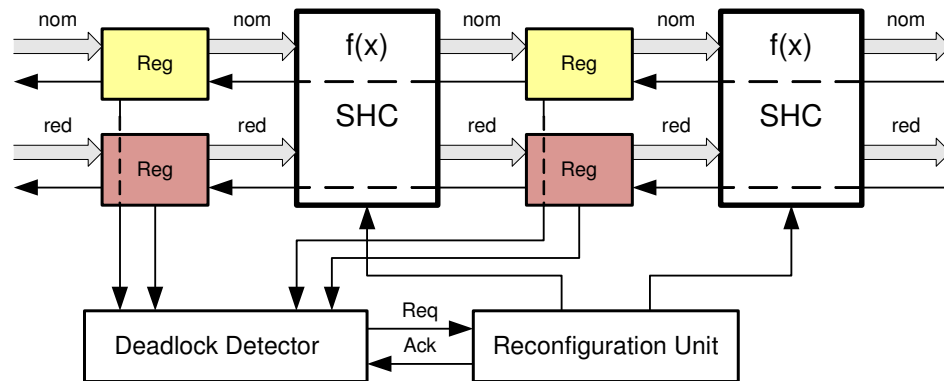 nom nom nom nom nom
Reg f(x) Reg f(x)
SHC SHC
red red red red red
Reg Reg
Req
Deadlock Detector Reconfiguration Unit
Ack